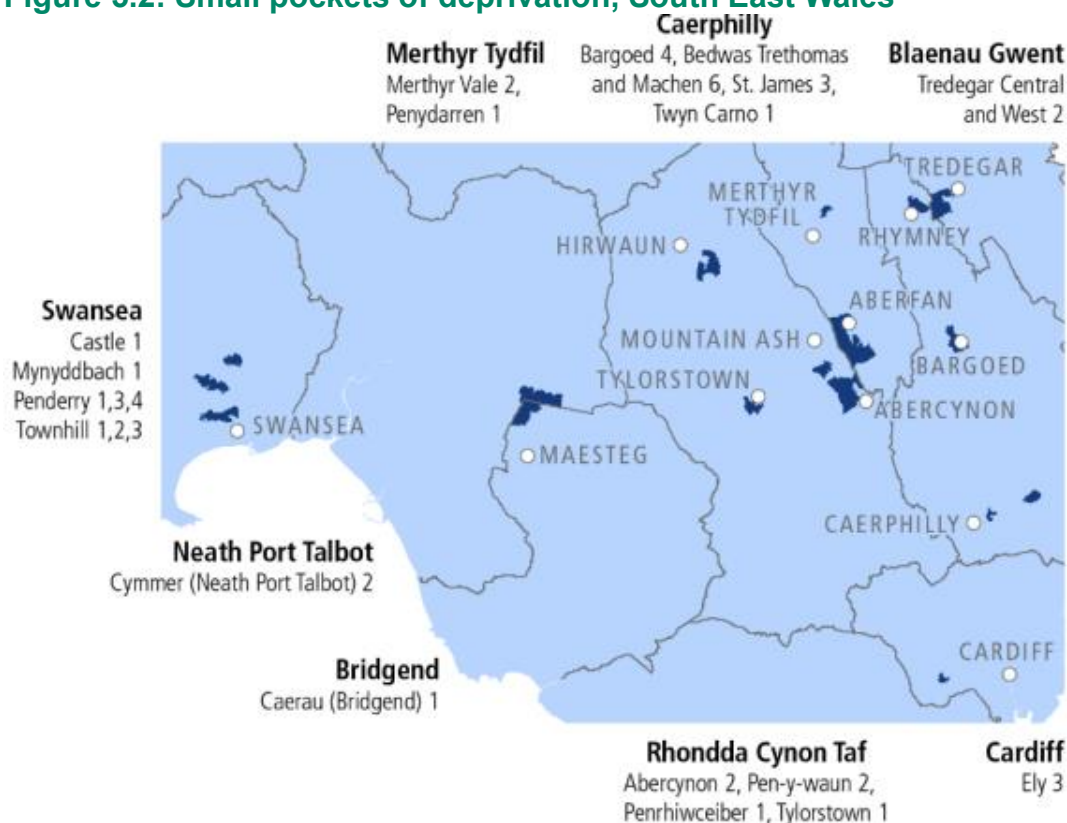 Figure 5.2: Small pockets of deprivation, South East Wales
Caerphilly
Bargoed 4, Bedwas Trethomas
and Machen 6, St. James 3,
Twyn Carno 1
Merthyr Tydfil
Merthyr Vale 2,
Penydarren 1
Blaenau Gwent
Tredegar Central
and West 2
TREDEGAR
MERTHYR
TYDFIL
RHYMNEY
HIRWAUN
ABERFAN
MOUNTAIN ASH
BARGOED
TYLORSTOWN
ABERCYNON
Swansea
Castle 1
Mynyddbach 1
Penderry 1,3,4
Townhill 1,2,3
SWANSEA
MAESTEG
CAERPHILLY
Neath Port Talbot
Cymmer (Neath Port Talbot) 2
CARDIFF
Bridgend
Caerau (Bridgend) 1
Rhondda Cynon Taf
Abercynon 2, Pen-y-waun 2,
Penrhiwceiber 1, Tylorstown 1
Cardiff
Ely 3